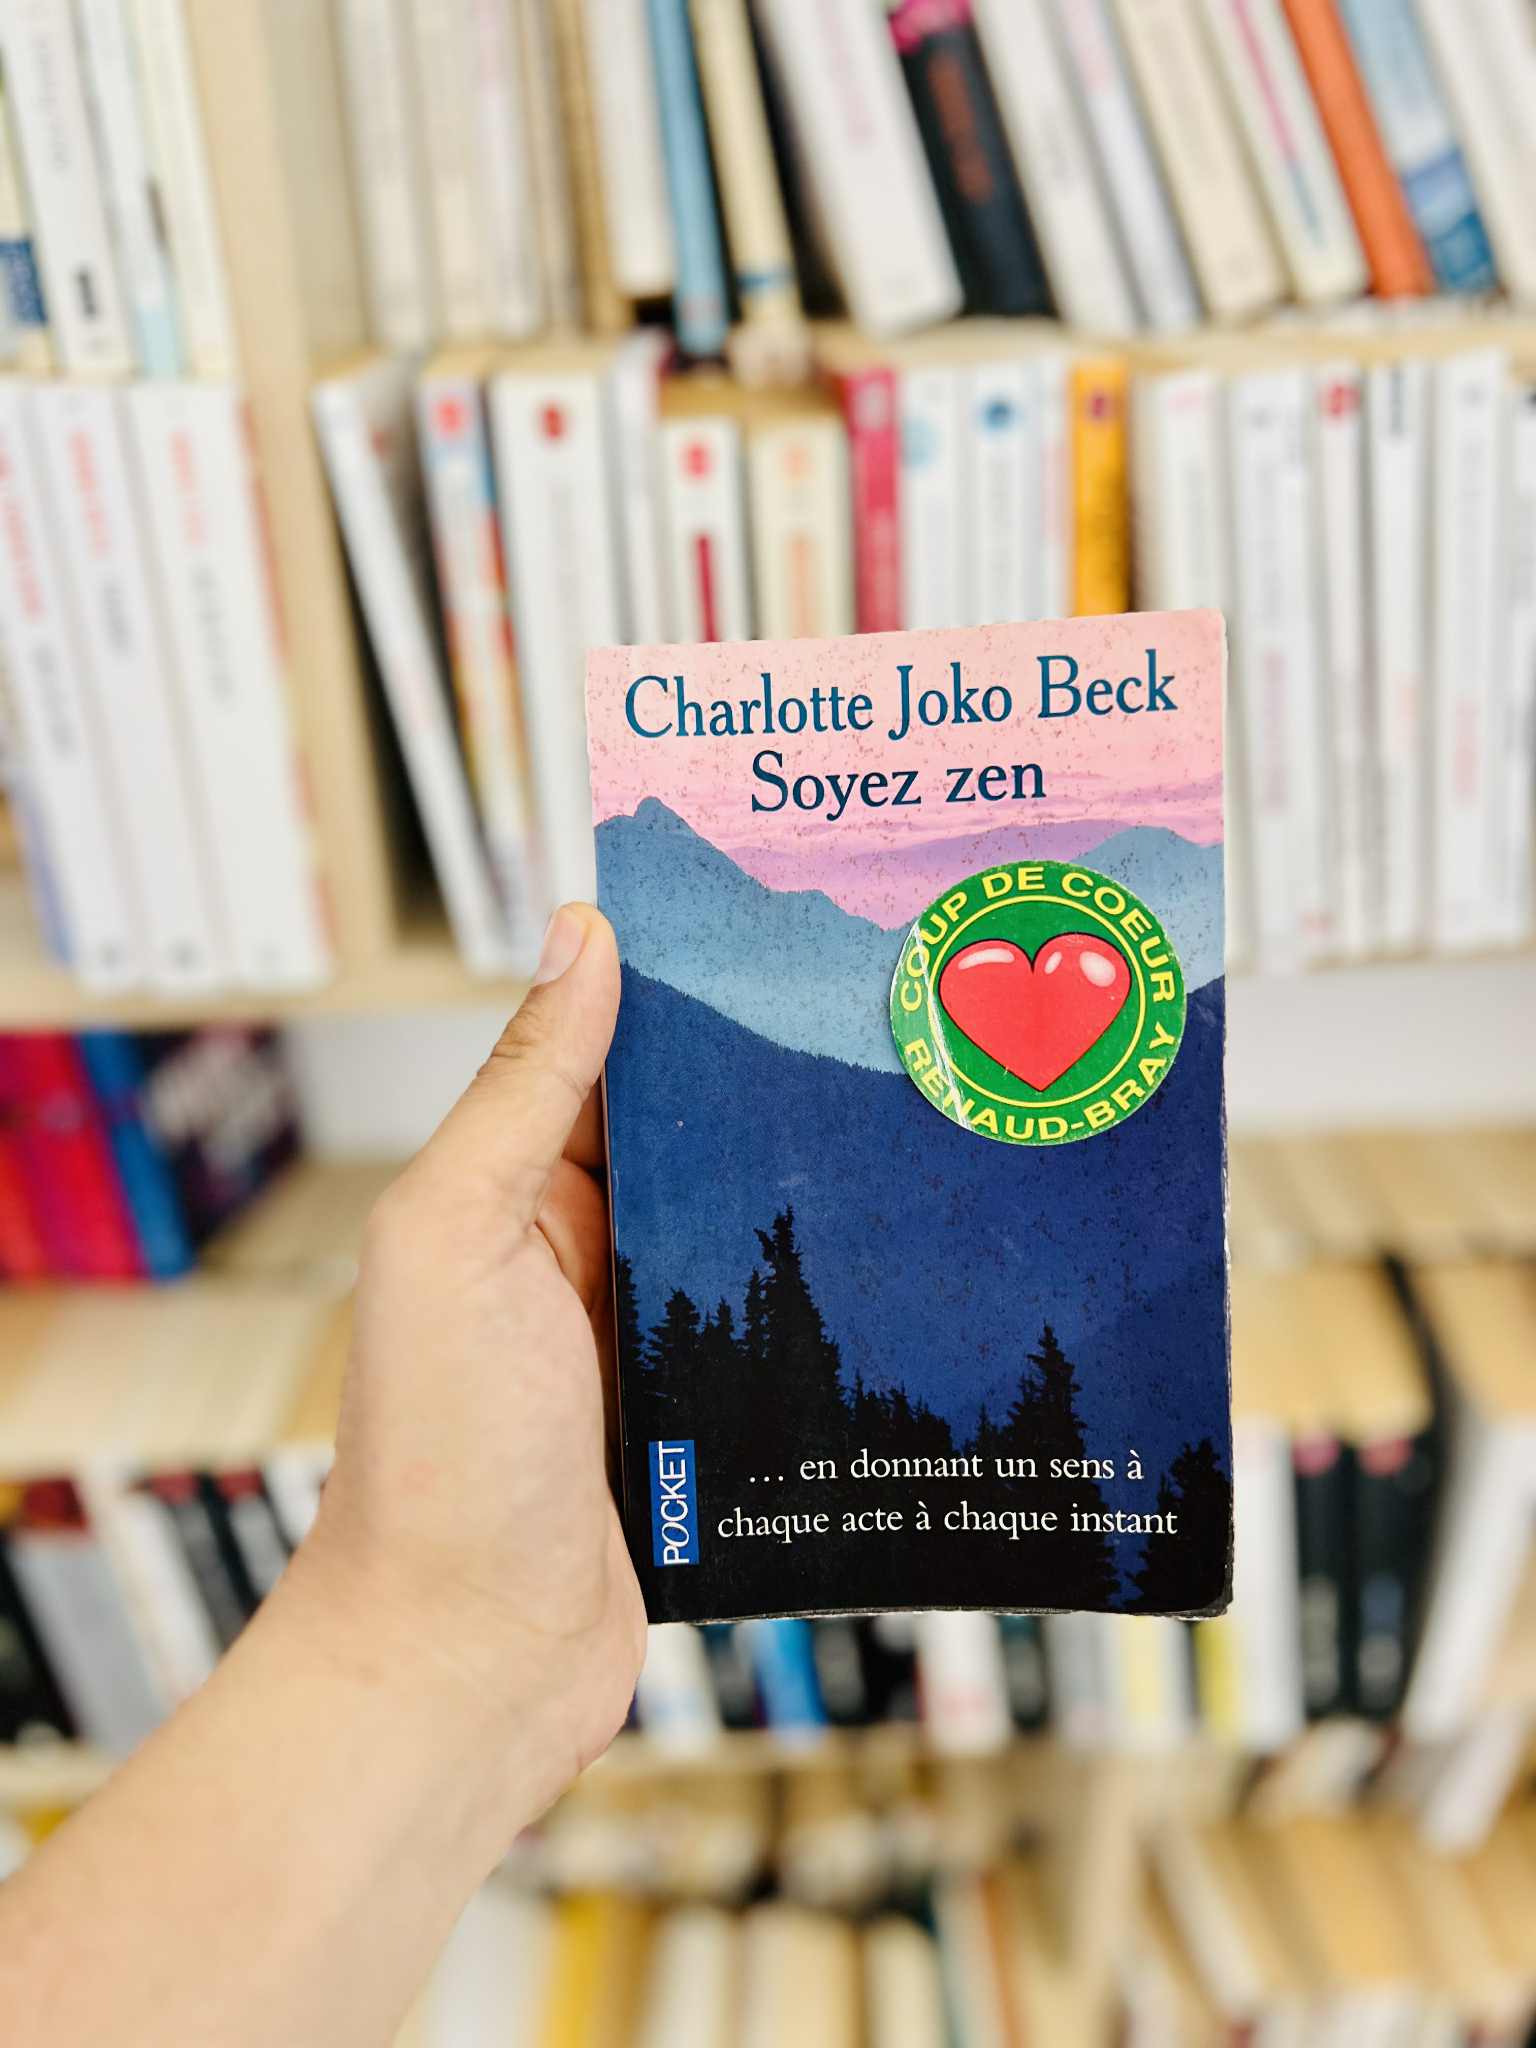 Charlotte Joko Beck
Soyez zen
COUP DE COEUR
RENAUD-BRAY
... en donnant un sens à
chaque acte à chaque instant
POCKET